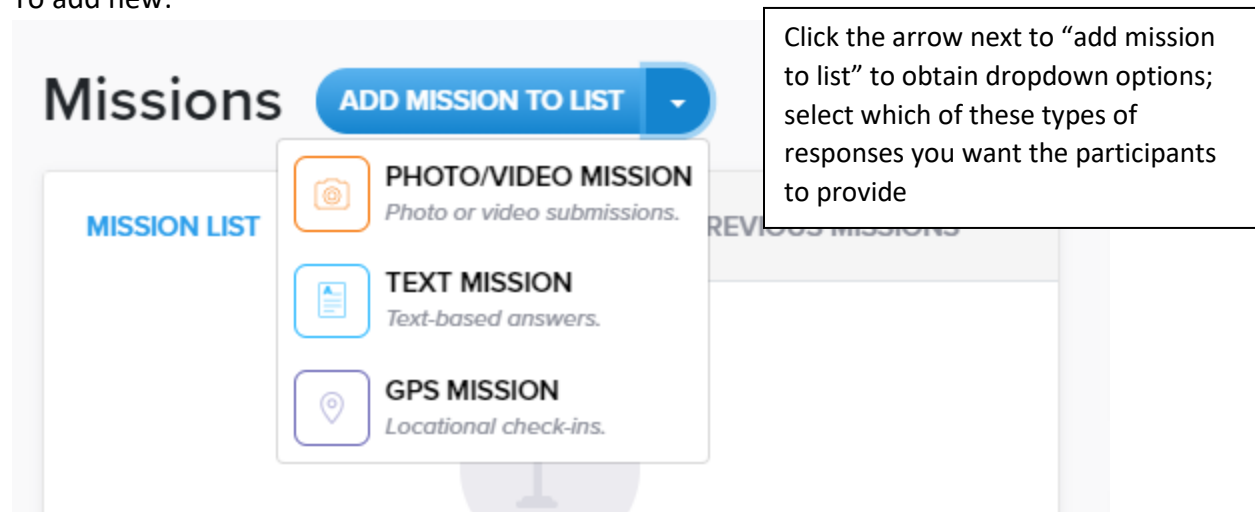 To add new:
Click the arrow next to “add mission
to list” to obtain dropdown options;
select which of these types of
responses you want the participants
to provide
Missions
ADD MISSION TO LIST
PHOTO/VIDEO MISSION
Photo or video submissions.
MISSION LIST
REVIOUS MISSIONS
TEXT MISSION
Text-based answers.
GPS MISSION
Locational check-ins.